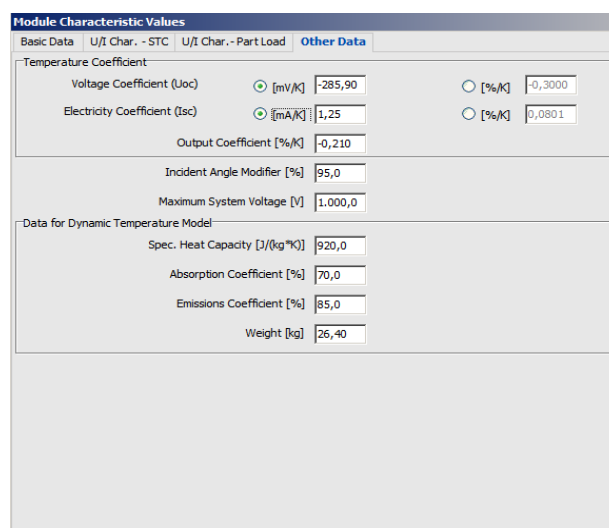 Module Characteristic Values
Basic Data U/I Char. - STC U/I Char.- Part Load Other Data
Temperature Coefficient
Voltage Coefficient (Uoc) [mV/K] -285,90 [%/K] -0,3000
Electricity Coefficient (Isc) [mA/K] 1,25 [%/K] 0,0801
Output Coefficient [%/K] -0,210
Incident Angle Modifier [%] 95,0
Maximum System Voltage [V] 1.000,0
Data for Dynamic Temperature Model
Spec. Heat Capacity [J/(kg*K)] 920,0
Absorption Coefficient [%] 70,0
Emissions Coefficient [%] 85,0
Weight [kg] 26,40